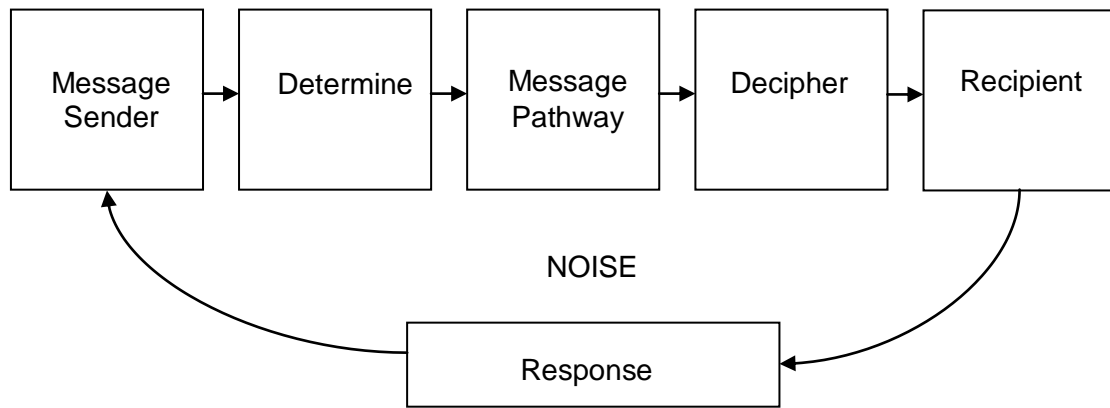 Message
Sender
Determine
Message
Pathway
Decipher
Recipient
NOISE
Response